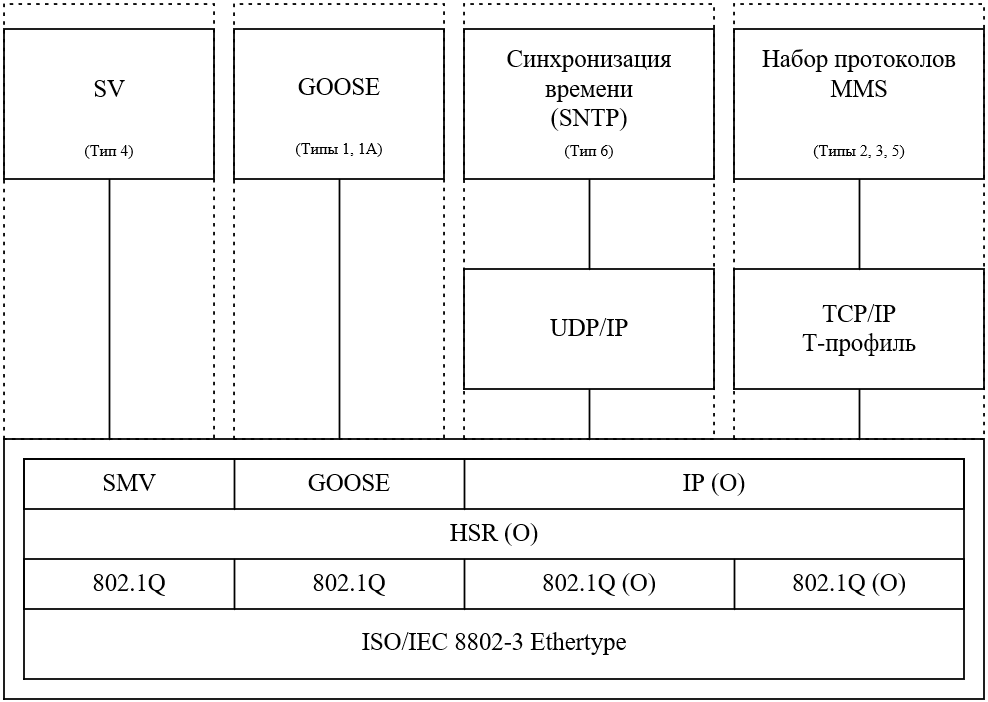 SV
(Тип 4)
GOOSE
(Типы 1, 1А)
Синхронизация
времени
(SNTP)
(Тип 6)
Набор протоколов
MMS
(Типы 2, 3, 5)
UDP/IP
TCP/IP
Т-профиль
SMV
GOOSE
IP (O)
HSR (O)
802.1Q
802.1Q
802.1Q (O)
802.1Q (O)
ISO/IEC 8802-3 Ethertype